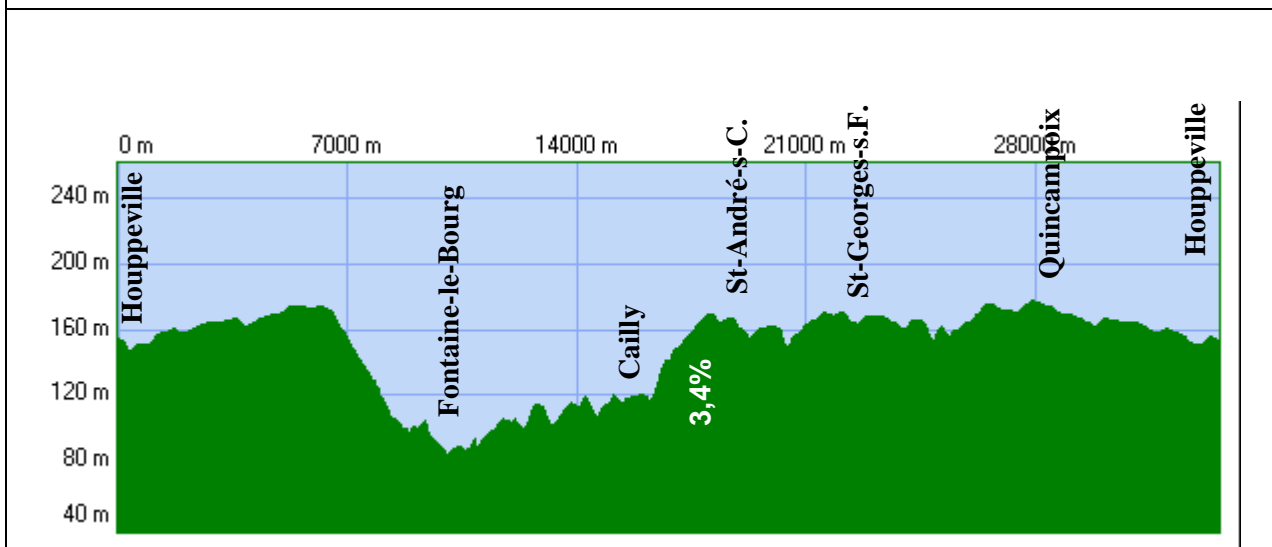 0 m 7000 m 14000 m 21000 m 28000 m
240 m
200 m
160 m
120 m
80 m
40 m
Houppeville
Fontaine-le-Bourg
Cailly
3,4%
St-André-s-C.
St-Georges-s.F.
Quincampoix
Houppeville